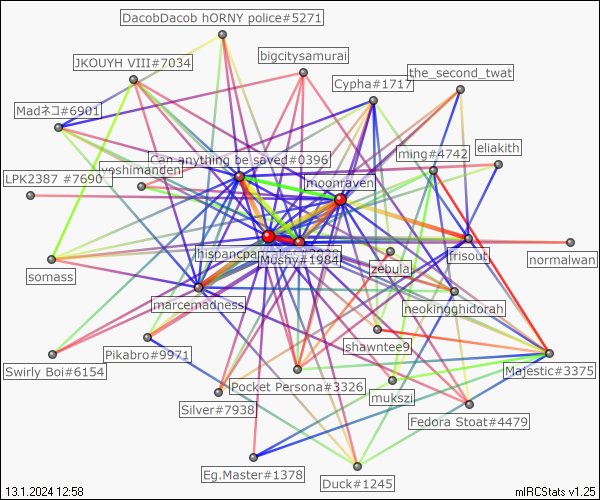 DacobDacob hORNY police#5271
bigcitysamurai
JKOUYH VIII#7034
the_second_twat
Cypha#1717
Madネコ#6901
eliakith
ming#4742
Can anything be saved#0396
yoshimanden
LPK2387 #7690
moonraven
hispancpa
Mushy#1984
frisout
normalwan
zebula
somass
marcemadness
neokingghidorah
shawntee9
Pikabro#9971
Swirly Boi#6154
Majestic#3375
Pocket Persona#3326
mukszi
Silver#7938
Fedora Stoat#4479
Eg.Master#1378
Duck#1245
13.1.2024 12:58
mIRCStats v1.25